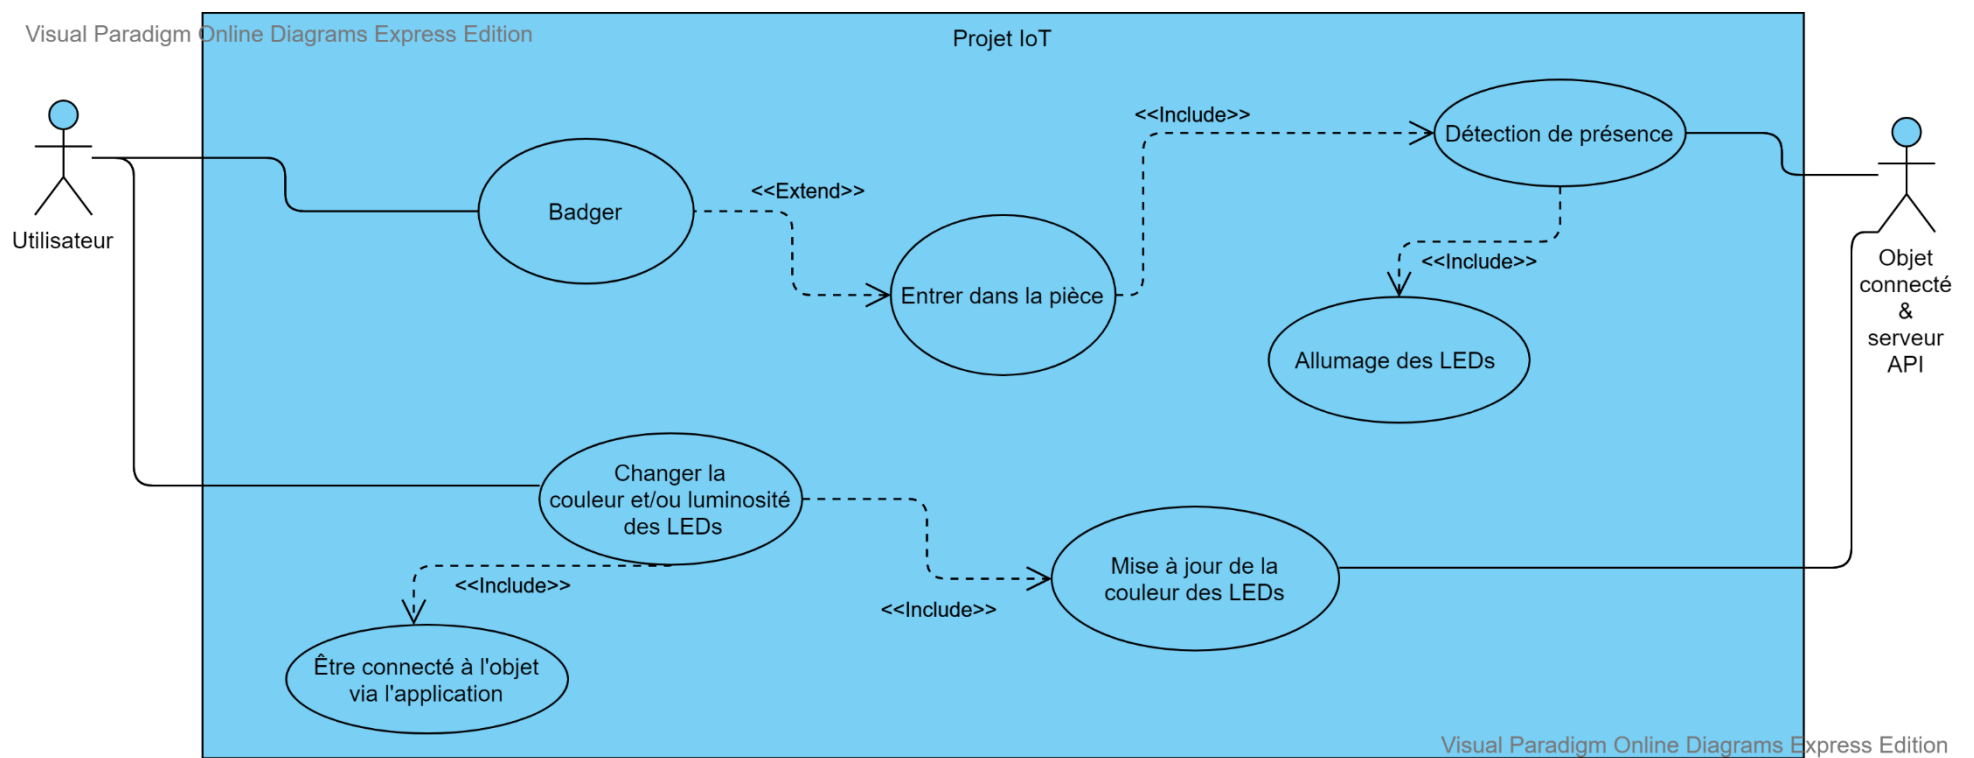 Visual Paradigm Online Diagrams Express Edition
Projet IoT
Utilisateur
Badger
<<Extend>>
Entrer dans la pièce
<<Include>>
Détection de présence
<<Include>>
Allumage des LEDs
Objet
connecté
&
serveur
API
Changer la
couleur et/ou luminosité
des LEDs
<<Include>>
Être connecté à l'objet
via l'application
<<Include>>
Mise à jour de la
couleur des LEDs
Visual Paradigm Online Diagrams Express Edition